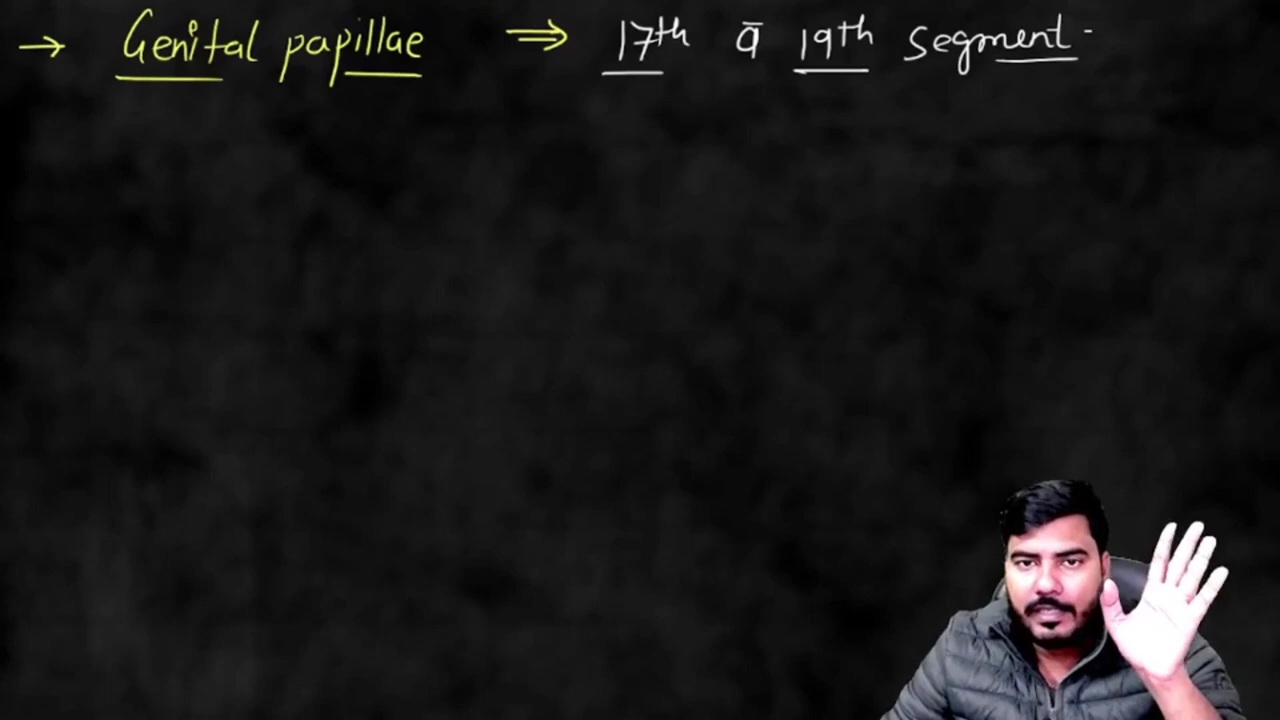 → Genital papillae ⇒ 17th ā 19th segment.